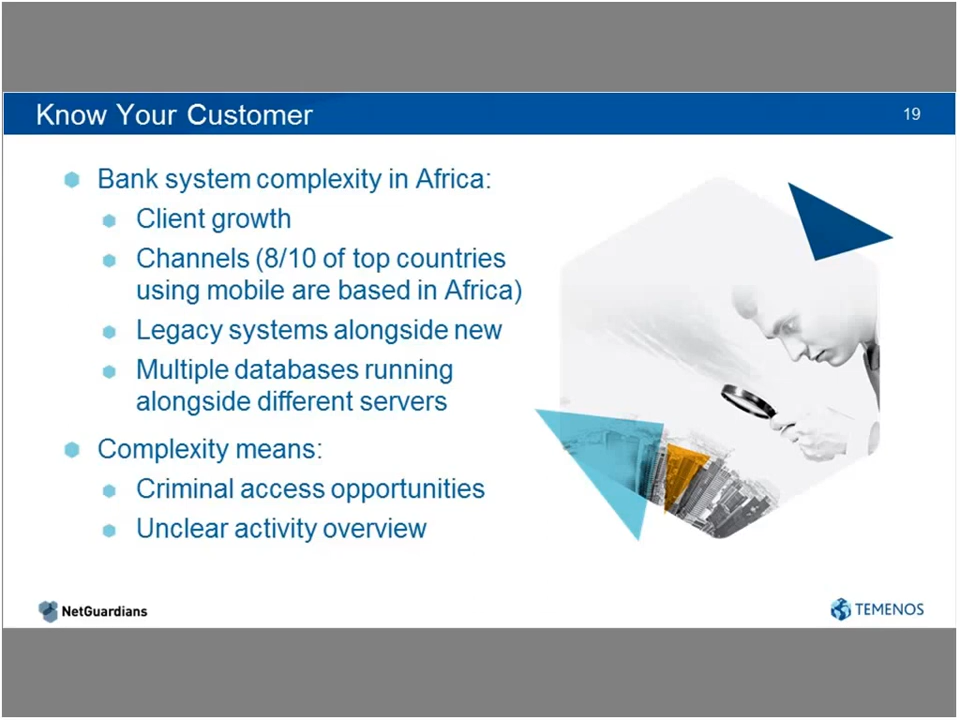 Know Your Customer
19
Bank system complexity in Africa:
Client growth
Channels (8/10 of top countries
using mobile are based in Africa)
Legacy systems alongside new
Multiple databases running
alongside different servers
Complexity means:
Criminal access opportunities
Unclear activity overview
NetGuardians
TEMENOS